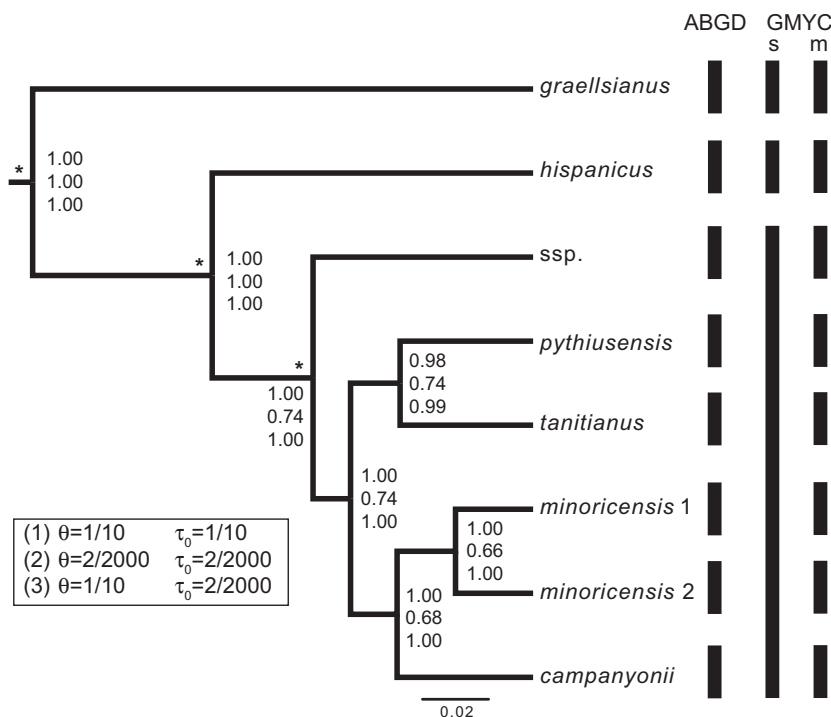 ABGD GMYC
s m
graellsianus
*
1.00
1.00
1.00
hispanicus
*
1.00
1.00
1.00
ssp.
*
1.00
0.74
1.00
pythiusensis
0.98
0.74
0.99
tanitianus
1.00
0.74
1.00
minoricensis 1
1.00
0.66
1.00
minoricensis 2
1.00
0.68
1.00
campanyonii
(1) θ=1/10 τ0=1/10
(2) θ=2/2000 τ0=2/2000
(3) θ=1/10 τ0=2/2000
0.02